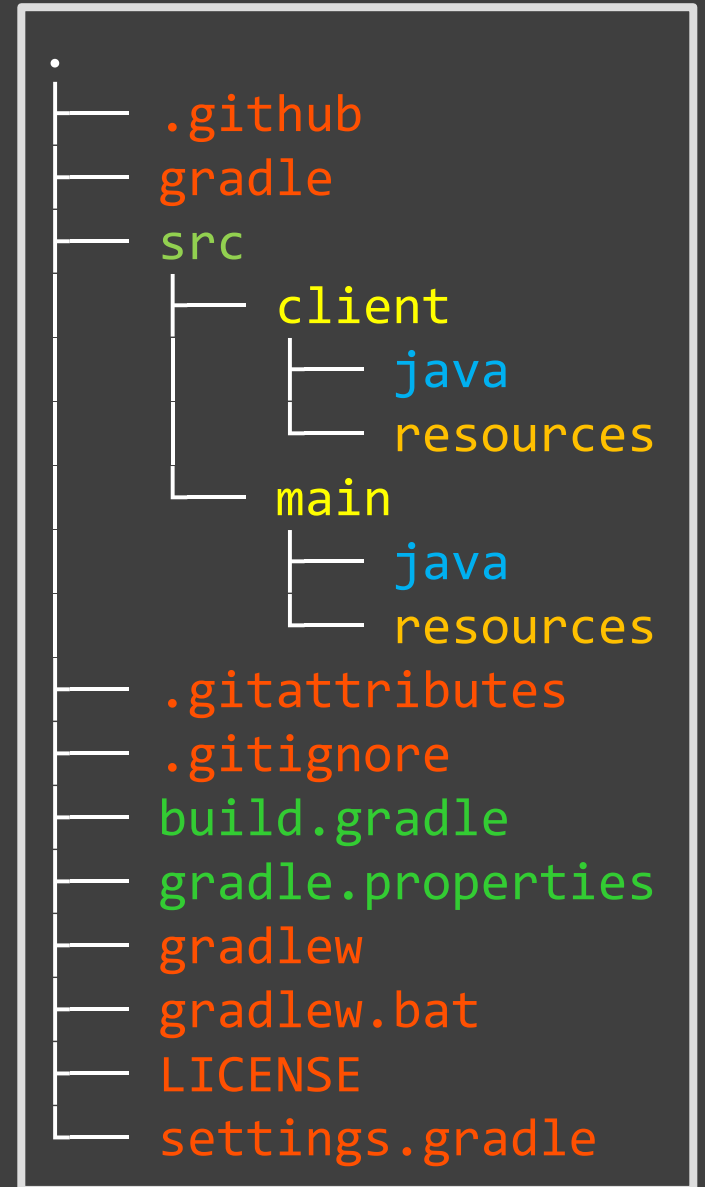 .
.github
gradle
src
client
java
resources
main
java
resources
.gitattributes
.gitignore
build.gradle
gradle.properties
gradlew
gradlew.bat
LICENSE
settings.gradle